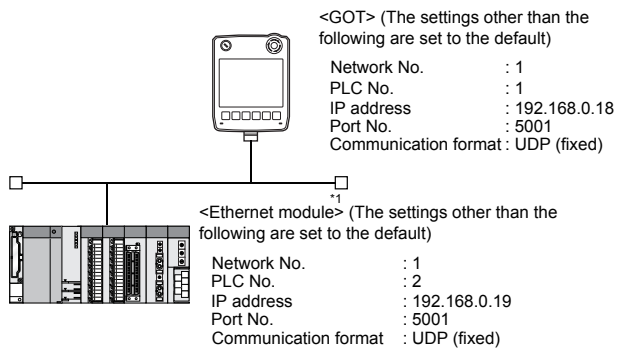 <GOT> (The settings other than the
following are set to the default)
Network No. : 1
PLC No. : 1
IP address : 192.168.0.18
Port No. : 5001
Communication format : UDP (fixed)
*1
<Ethernet module> (The settings other than the
following are set to the default)
Network No. : 1
PLC No. : 2
IP address : 192.168.0.19
Port No. : 5001
Communication format : UDP (fixed)